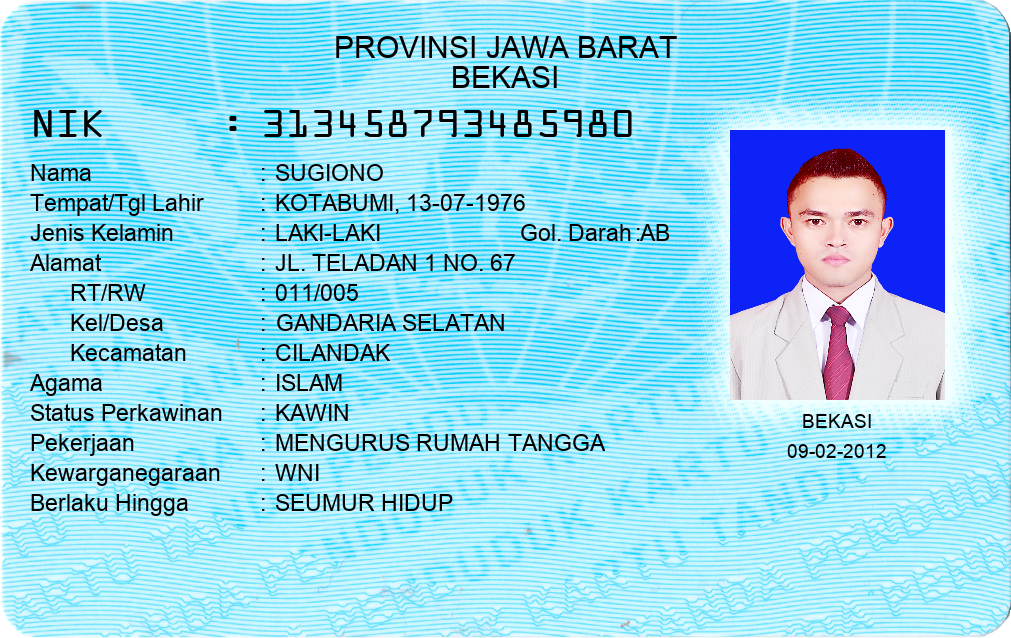 PROVINSI JAWA BARAT
BEKASI
NIK : 313458793485980
Nama : SUGIONO
Tempat/Tgl Lahir : KOTABUMI, 13-07-1976
Jenis Kelamin : LAKI-LAKI Gol. Darah :AB
Alamat : JL. TELADAN 1 NO. 67
RT/RW : 011/005
Kel/Desa : GANDARIA SELATAN
Kecamatan : CILANDAK
Agama : ISLAM
Status Perkawinan : KAWIN
Pekerjaan : MENGURUS RUMAH TANGGA
Kewarganegaraan : WNI
Berlaku Hingga : SEUMUR HIDUP
BEKASI
09-02-2012